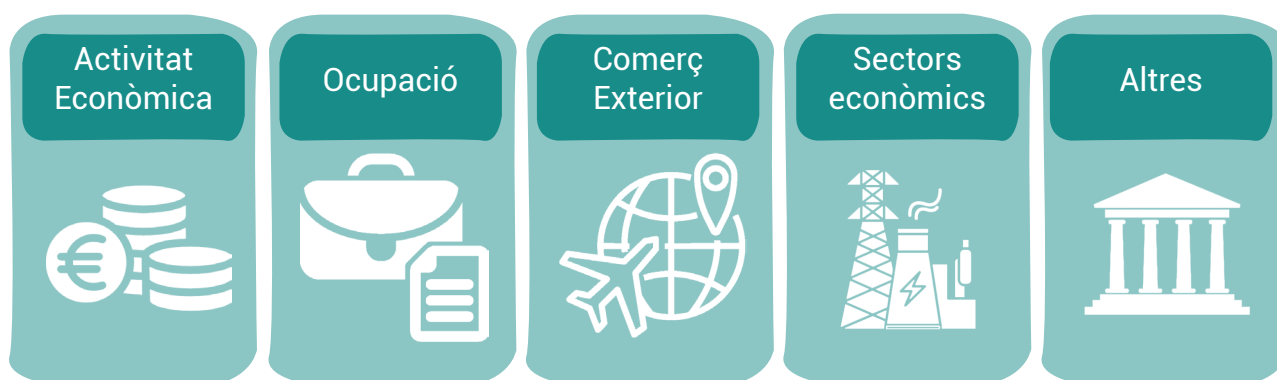 Activitat
Econòmica
Ocupació
Comerç
Exterior
Sectors
econòmics
Altres
€